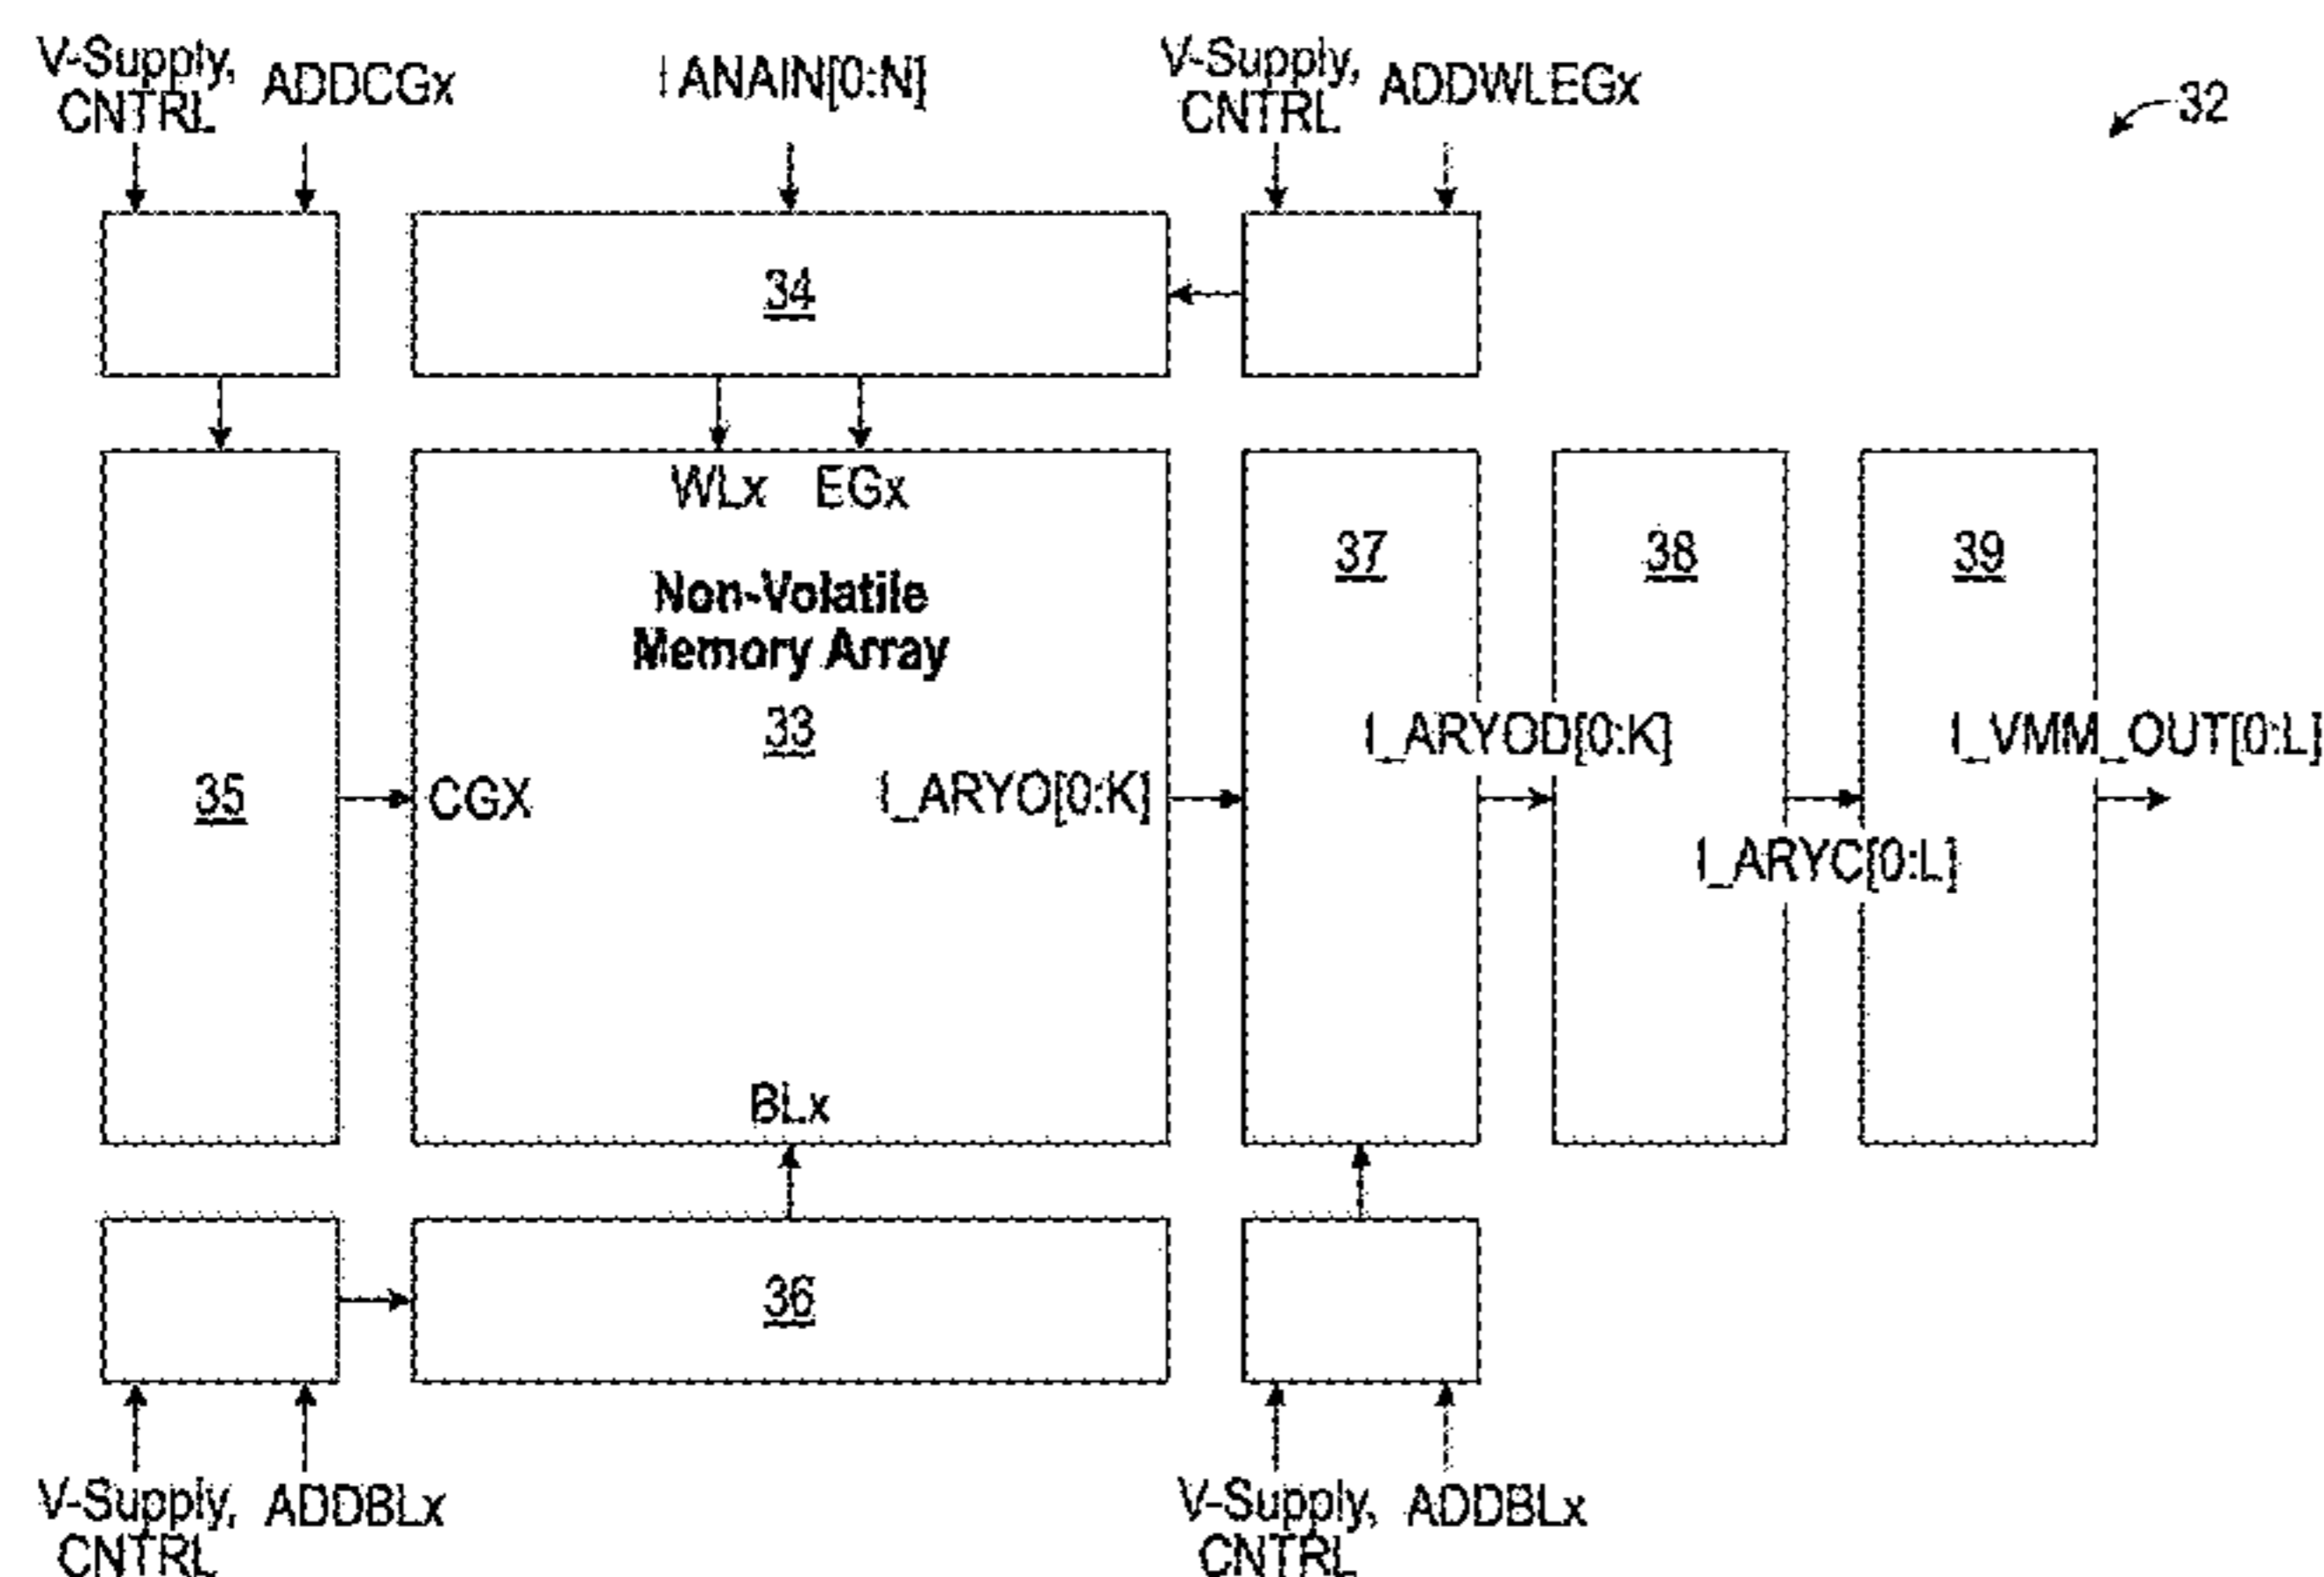 V-Supply,
CNTRL
ADDCGx
I ANAIN[0:N]
V-Supply,
CNTRL
ADDWLEGx
32
34
WLx EGx
Non-Volatile
Memory Array
33
35
CGX
I_ARYO[0:K]
37
38
39
I_ARYOD[0:K]
I_VMM_OUT[0:L]
I_ARYC[0:L]
BLx
36
V-Supply,
CNTRL
ADDBLx
V-Supply,
CNTRL
ADDBLx